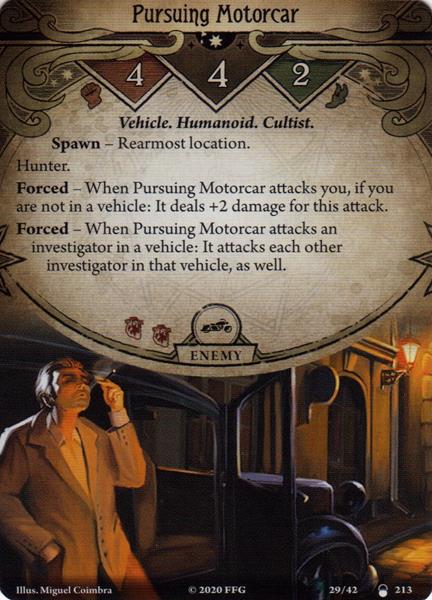 Pursuing Motorcar
4 4 2
Vehicle. Humanoid. Cultist.
Spawn – Rearmost location.
Hunter.
Forced – When Pursuing Motorcar attacks you, if you
are not in a vehicle: It deals +2 damage for this attack.
Forced – When Pursuing Motorcar attacks an
investigator in a vehicle: It attacks each other
investigator in that vehicle, as well.
ENEMY
Illus. Miguel Coimbra © 2020 FFG 29/42 213